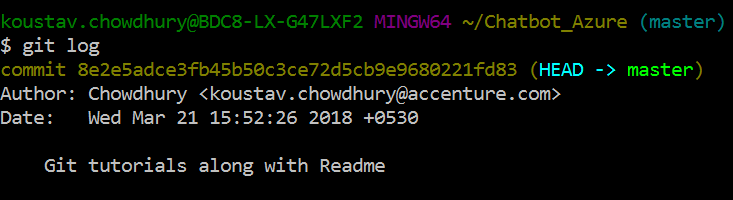 koustav.chowdhury@BDC8-LX-G47LXF2 MINGW64 ~/Chatbot_Azure (master)
$ git log
commit 8e2e5adce3fb45b50c3ce72d5cb9e9680221fd83 (HEAD -> master)
Author: Chowdhury <koustav.chowdhury@accenture.com>
Date:   Wed Mar 21 15:52:26 2018 +0530
    Git tutorials along with Readme